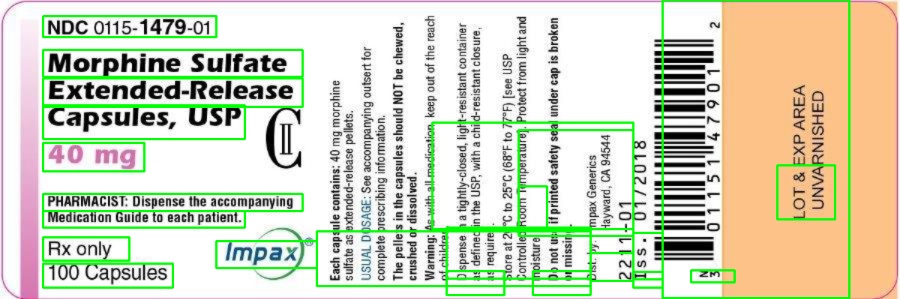 NDC 0115-1479-01
Morphine Sulfate
Extended-Release
Capsules, USP
40 mg
CII
PHARMACIST: Dispense the accompanying
Medication Guide to each patient.
Rx only
100 Capsules
Impax®
Each capsule contains: 40 mg morphine
sulfate as extended-release pellets.
USUAL DOSAGE: See accompanying outsert for
complete prescribing information.
The pellets in the capsules should NOT be chewed,
crushed or dissolved.
Warning: As with all medication, keep out of the reach
of children.
Dispense in a tightly-closed, light-resistant container
as defined in the USP, with a child-resistant closure,
as required.
Store at 20°C to 25°C (68°F to 77°F) [see USP
Controlled Room Temperature]. Protect from light and
moisture.
Do not use if printed safety seal under cap is broken
or missing.
Dist. by: Impax Generics
Hayward, CA 94544
2211-01
Iss. 01/2018
N
3
0115147901
2
LOT & EXP AREA
UNVARNISHED